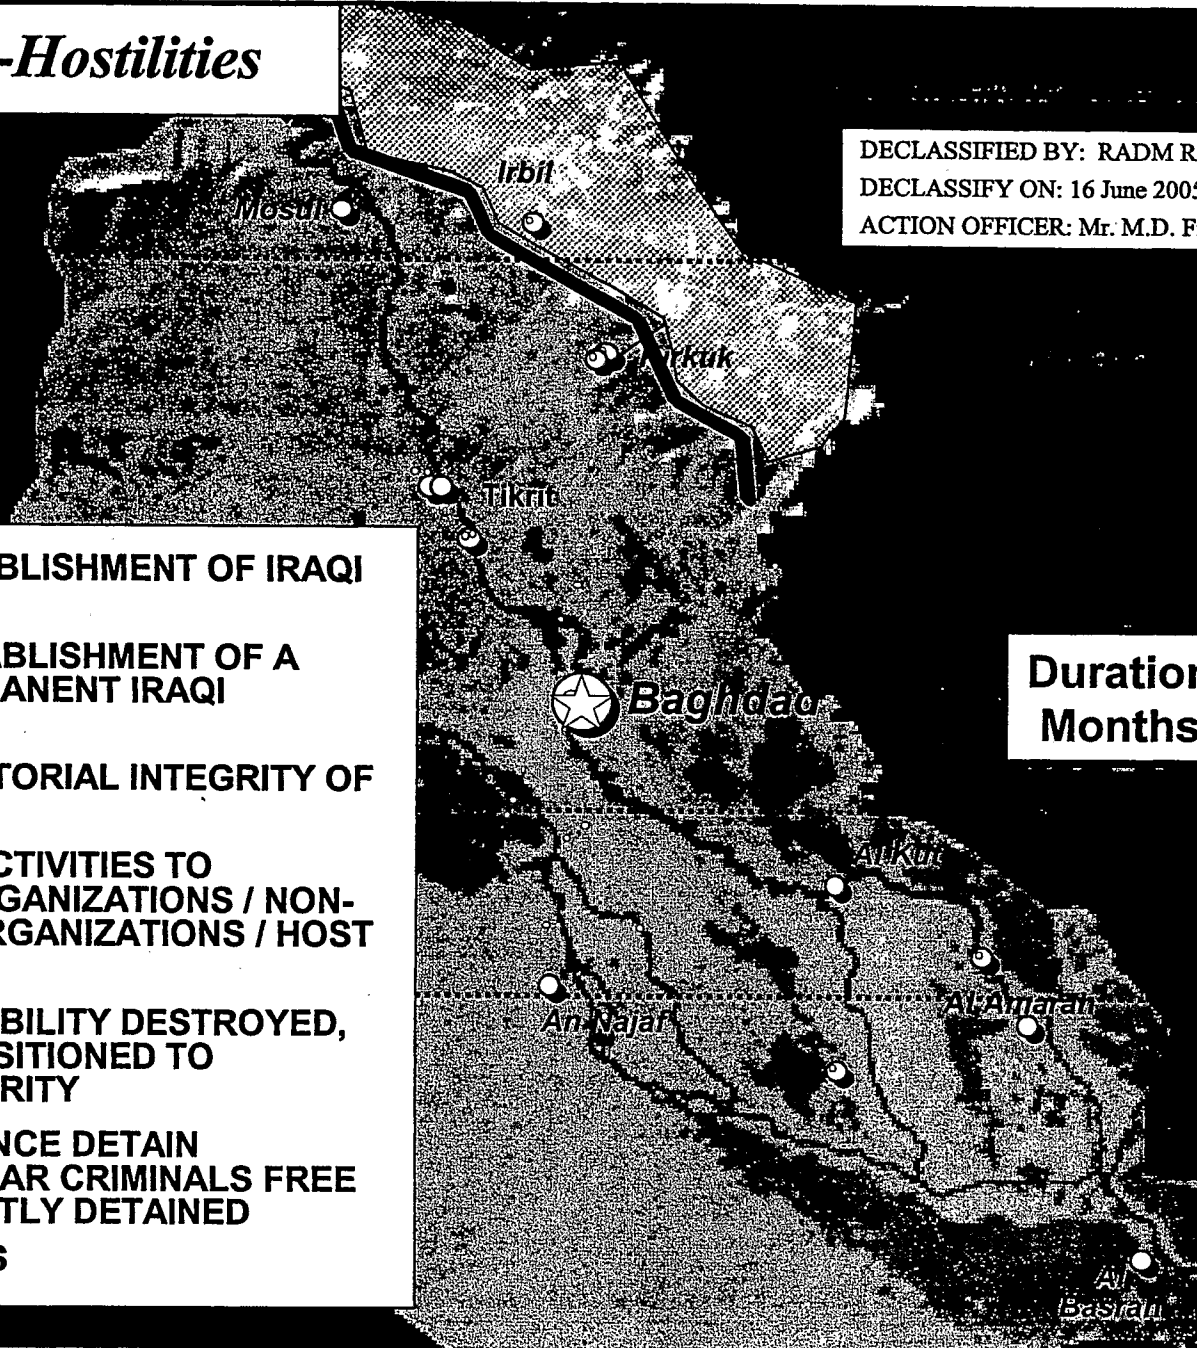 -Hostilities
DECLASSIFIED BY: RADM R
DECLASSIFY ON: 16 June 2005
ACTION OFFICER: Mr. M.D. F
Irbil
Mosul
Kirkuk
Tikrit
BLISHMENT OF IRAQI
ABLISHMENT OF A
ANENT IRAQI
TORIAL INTEGRITY OF
CTIVITIES TO
GANIZATIONS / NON-
RGANIZATIONS / HOST
BILITY DESTROYED,
SITIONED TO
RITY
NCE DETAIN
AR CRIMINALS FREE
TLY DETAINED
S
Duration
Months
Baghdad
Al Kut
Al Amarah
An Najaf
Al
Basrah